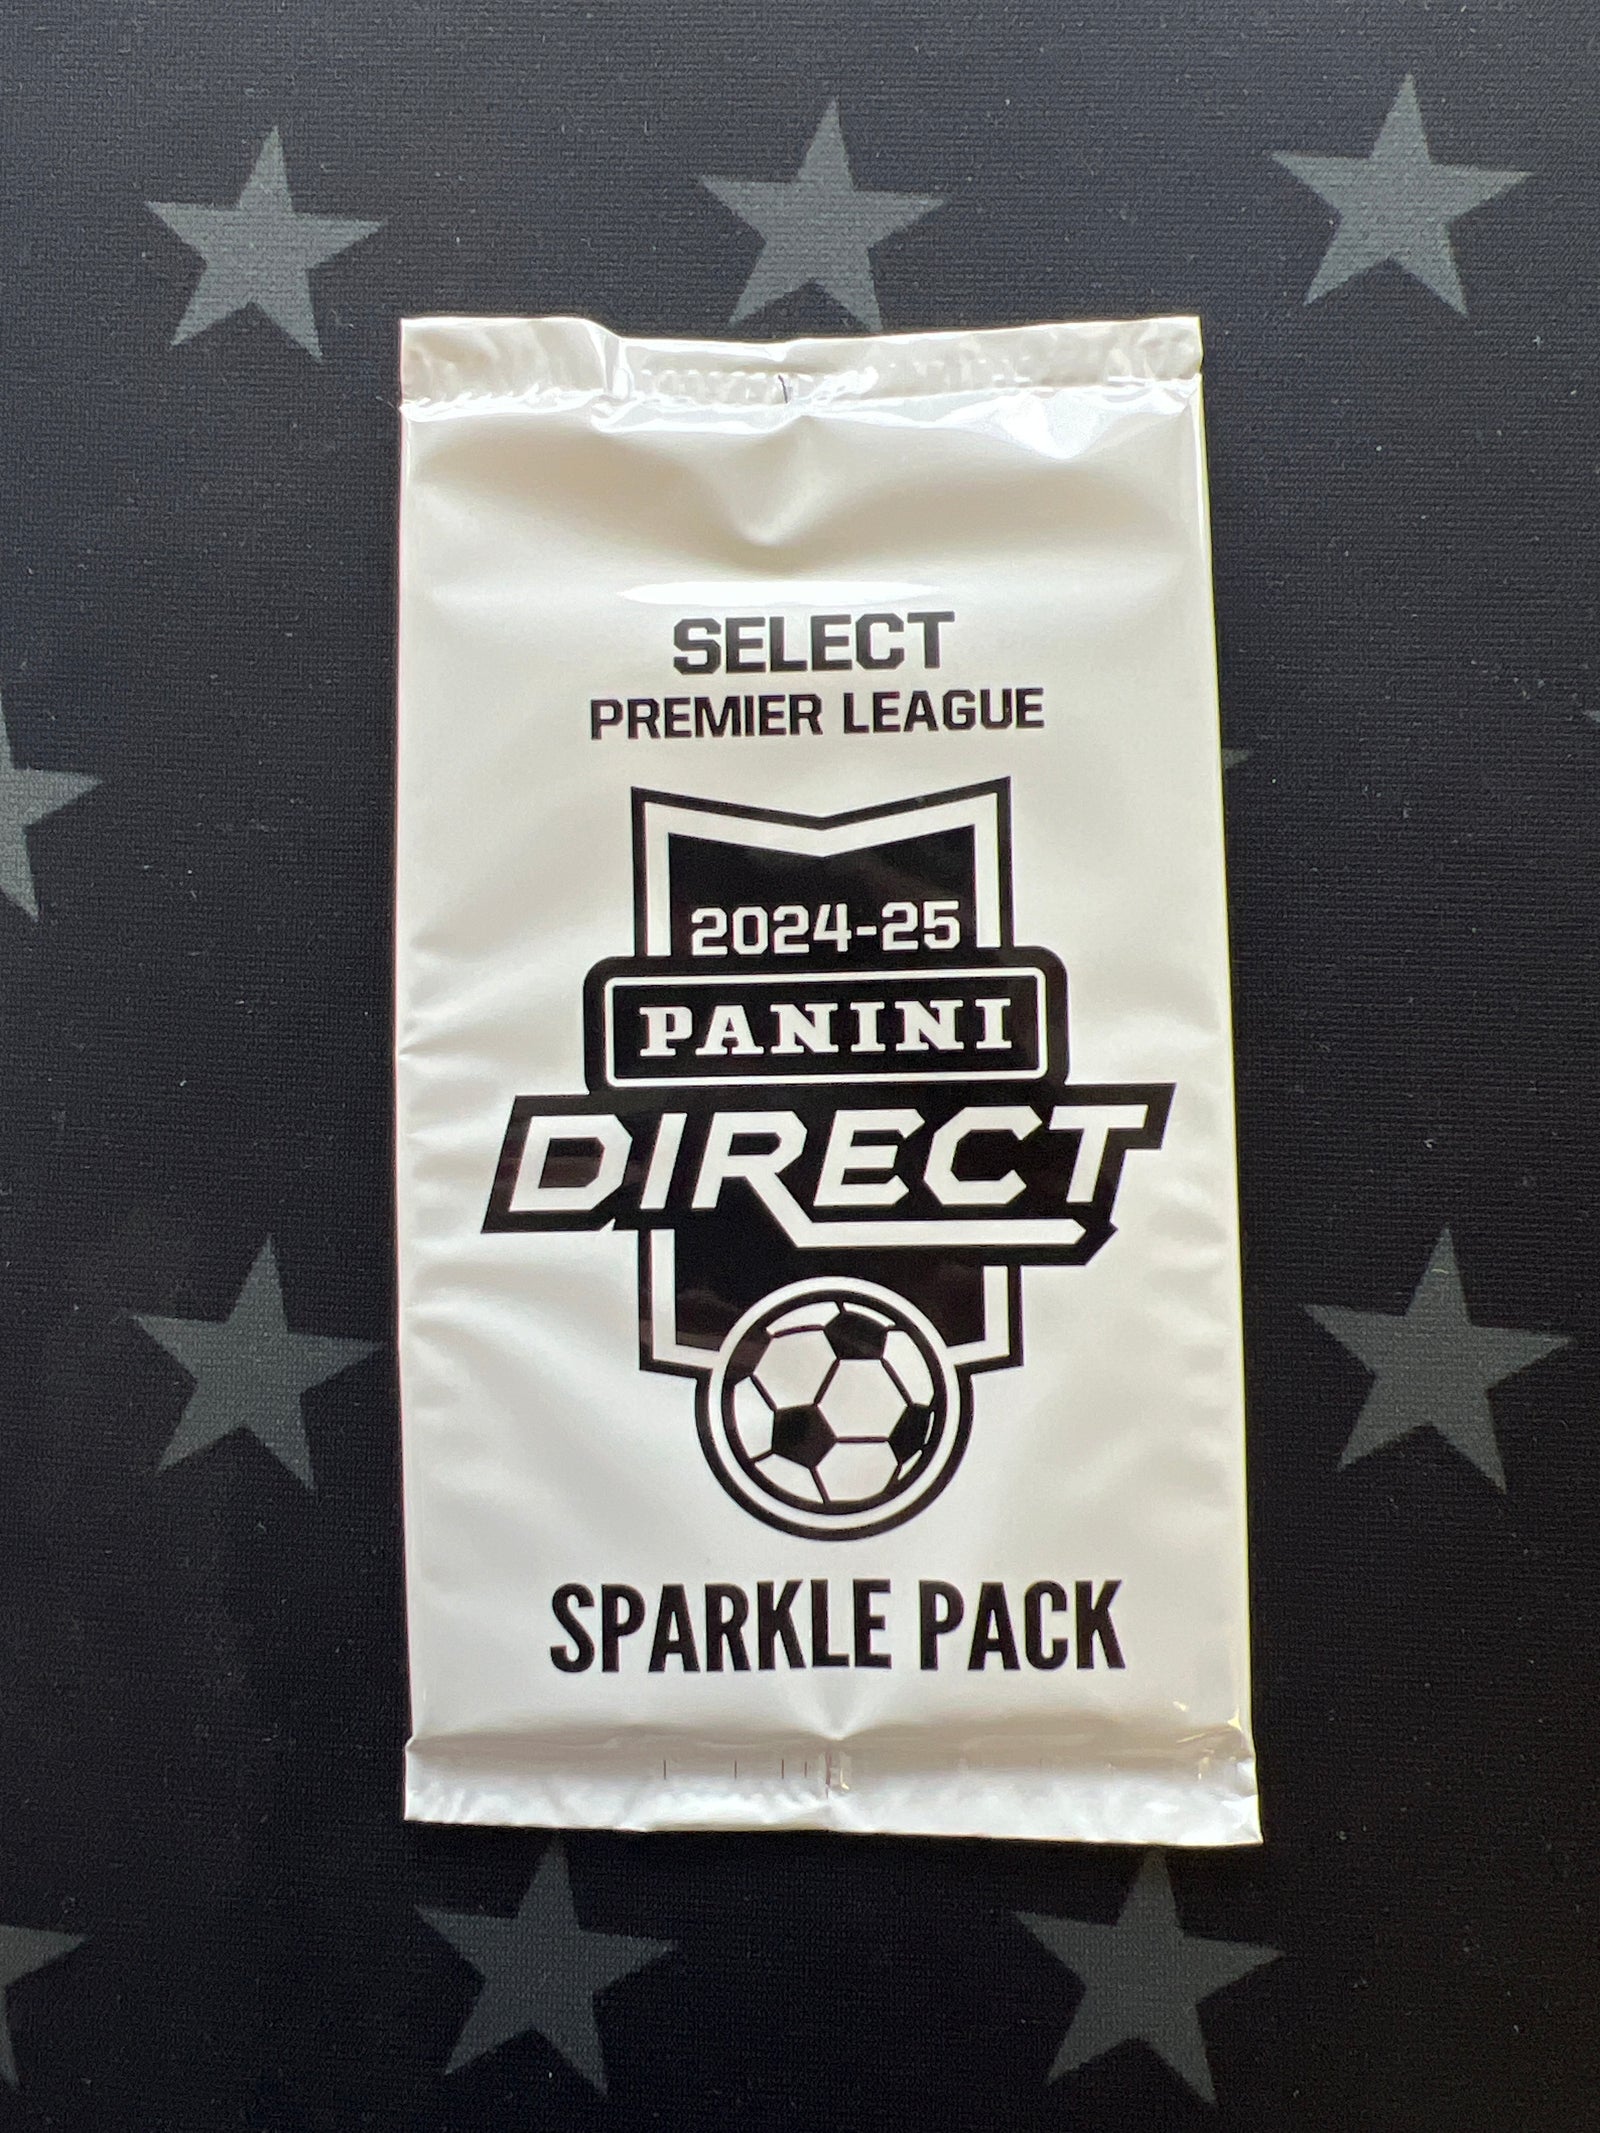 SELECT
PREMIER LEAGUE
2024-25
PANINI
DIRECT
SPARKLE PACK